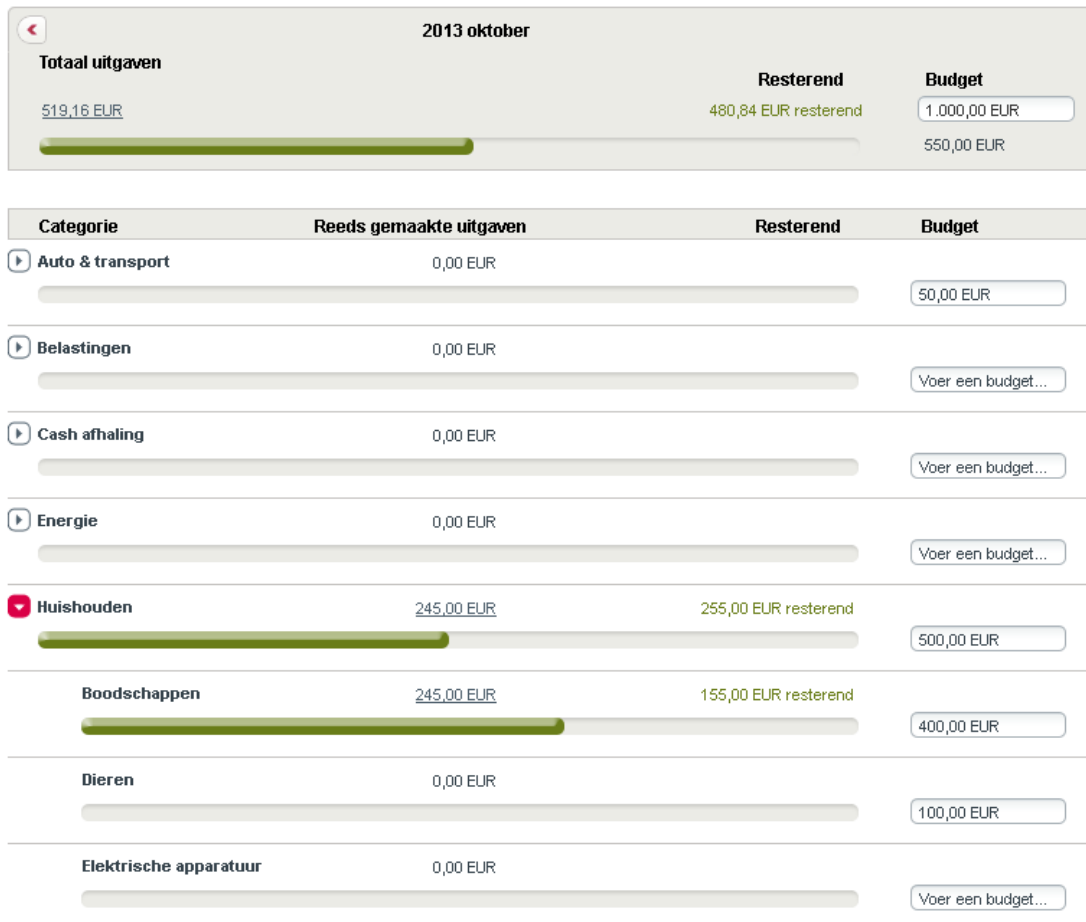 2013 oktober
Totaal uitgaven
Resterend Budget
519,16 EUR 480,84 EUR resterend 1.000,00 EUR
550,00 EUR
Categorie Reeds gemaakte uitgaven Resterend Budget
Auto & transport 0,00 EUR
50,00 EUR
Belastingen 0,00 EUR
Voer een budget...
Cash afhaling 0,00 EUR
Voer een budget...
Energie 0,00 EUR
Voer een budget...
Huishouden 245,00 EUR 255,00 EUR resterend
500,00 EUR
Boodschappen 245,00 EUR 155,00 EUR resterend
400,00 EUR
Dieren 0,00 EUR
100,00 EUR
Elektrische apparatuur 0,00 EUR
Voer een budget...